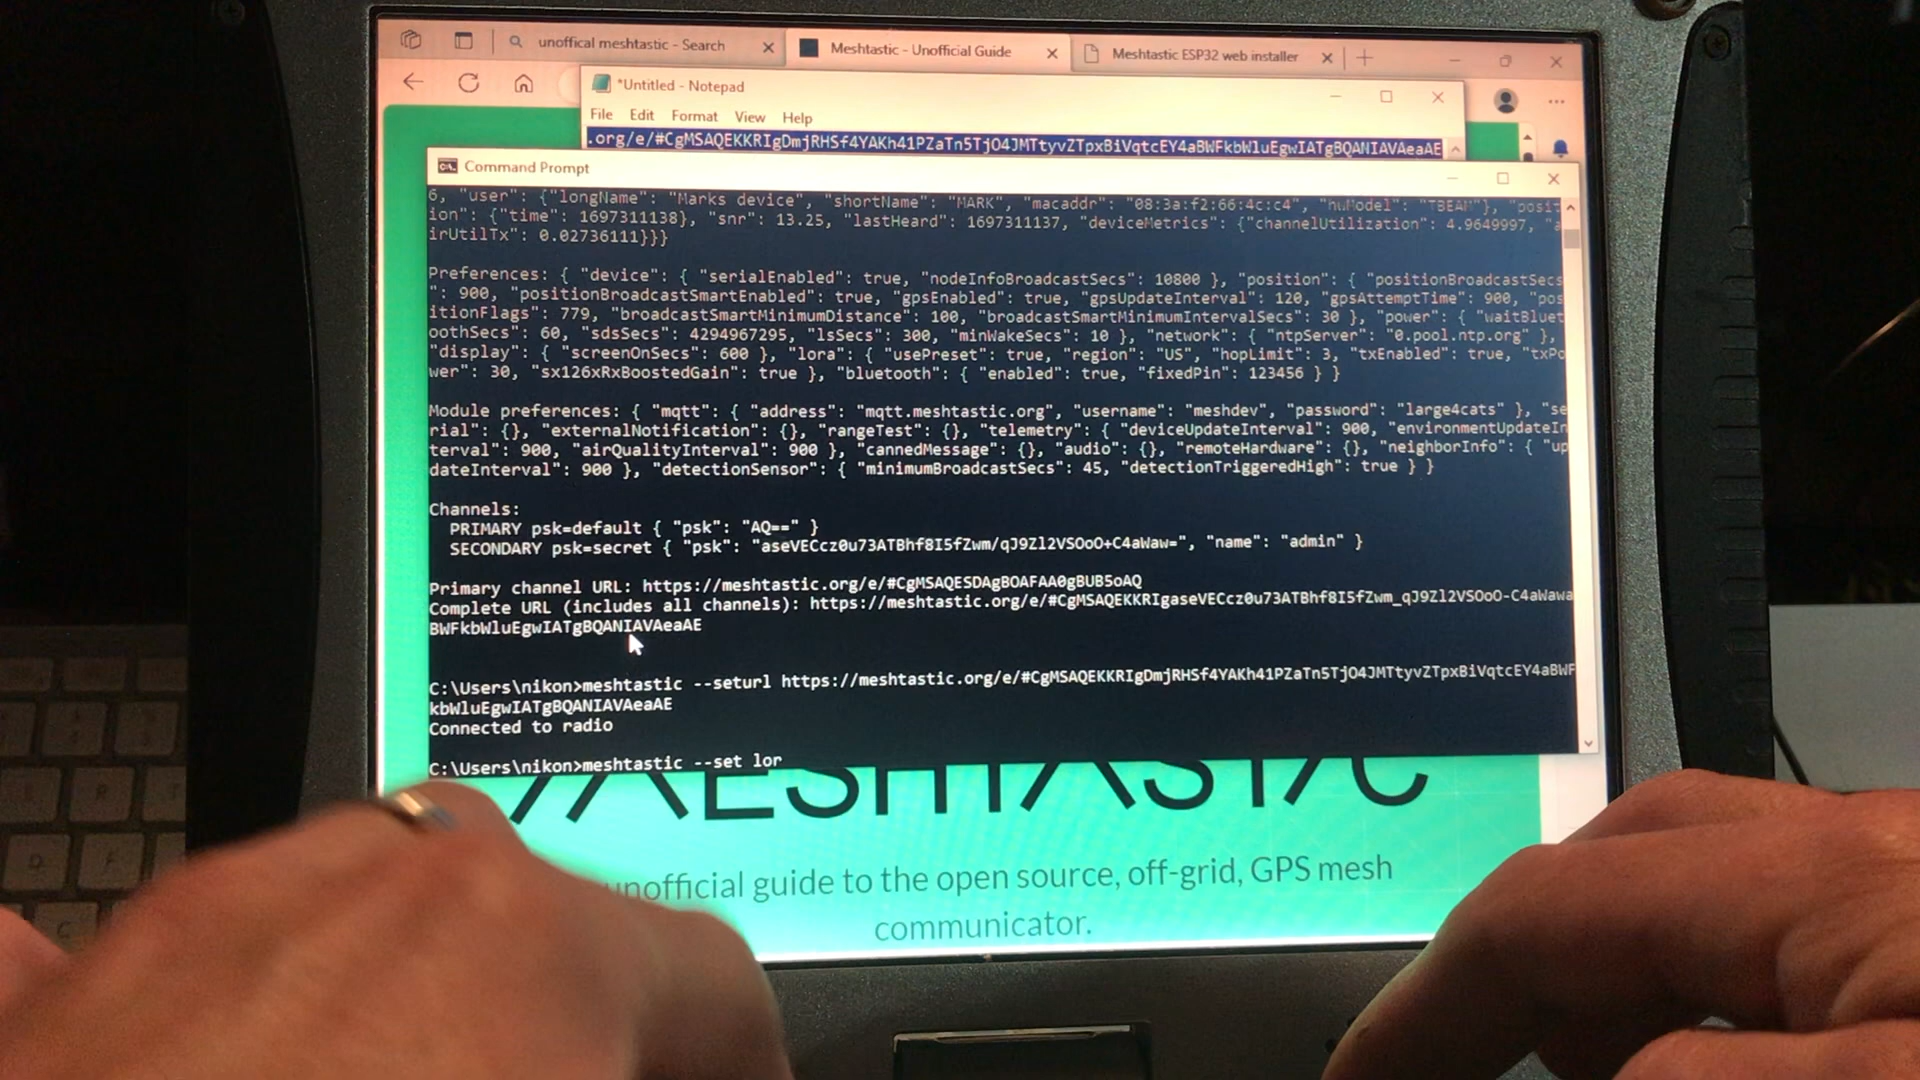 unoffical meshtastic - Search
Meshtastic - Unofficial Guide
Meshtastic ESP32 web installer
*Untitled - Notepad
File Edit Format View Help
.org/e/#CgMSAQEKKRIgDmjRHSf4YAKh41PZaTn5TjO4JMTtyvZTpxBiVqtcEY4aBWFkbWluEgwIATgBQANIAVAeaAE
Command Prompt
6, "user": {"longName": "Marks device", "shortName": "MARK", "macaddr": "08:3a:f2:66:4c:c4", "hwModel": "TBEAM"}, "posit
ion": {"time": 1697311138}, "snr": 13.25, "lastHeard": 1697311137, "deviceMetrics": {"channelUtilization": 4.9649997, "a
irUtilTx": 0.02736111}}}
Preferences: { "device": { "serialEnabled": true, "nodeInfoBroadcastSecs": 10800 }, "position": { "positionBroadcastSecs
": 900, "positionBroadcastSmartEnabled": true, "gpsEnabled": true, "gpsUpdateInterval": 120, "gpsAttemptTime": 900, "pos
itionFlags": 779, "broadcastSmartMinimumDistance": 100, "broadcastSmartMinimumIntervalSecs": 30 }, "power": { "waitBluet
oothSecs": 60, "sdsSecs": 4294967295, "lsSecs": 300, "minWakeSecs": 10 }, "network": { "ntpServer": "0.pool.ntp.org" },
"display": { "screenOnSecs": 600 }, "lora": { "usePreset": true, "region": "US", "hopLimit": 3, "txEnabled": true, "txPo
wer": 30, "sx126xRxBoostedGain": true }, "bluetooth": { "enabled": true, "fixedPin": 123456 } }
Module preferences: { "mqtt": { "address": "mqtt.meshtastic.org", "username": "meshdev", "password": "large4cats" }, "se
rial": {}, "externalNotification": {}, "rangeTest": {}, "telemetry": { "deviceUpdateInterval": 900, "environmentUpdateIn
terval": 900, "airQualityInterval": 900 }, "cannedMessage": {}, "audio": {}, "remoteHardware": {}, "neighborInfo": { "up
dateInterval": 900 }, "detectionSensor": { "minimumBroadcastSecs": 45, "detectionTriggeredHigh": true } }
Channels:
PRIMARY psk=default { "psk": "AQ==" }
SECONDARY psk=secret { "psk": "aseVECcz0u73ATBhf8I5fZwm/qJ9Zl2VSOoO+C4aWaw=", "name": "admin" }
Primary channel URL: https://meshtastic.org/e/#CgMSAQESDAgBOAFAA0gBUB5oAQ
Complete URL (includes all channels): https://meshtastic.org/e/#CgMSAQEKKRIgaseVECcz0u73ATBhf8I5fZwm_qJ9Zl2VSOoO-C4aWawa
BWFkbWluEgwIATgBQANIAVAeaAE
C:\Users\nikon>meshtastic --seturl https://meshtastic.org/e/#CgMSAQEKKRIgDmjRHSf4YAKh41PZaTn5TjO4JMTtyvZTpxBiVqtcEY4aBWF
kbWluEgwIATgBQANIAVAeaAE
Connected to radio
C:\Users\nikon>meshtastic --set lor
MESHTASTIC
unofficial guide to the open source, off-grid, GPS mesh
communicator.